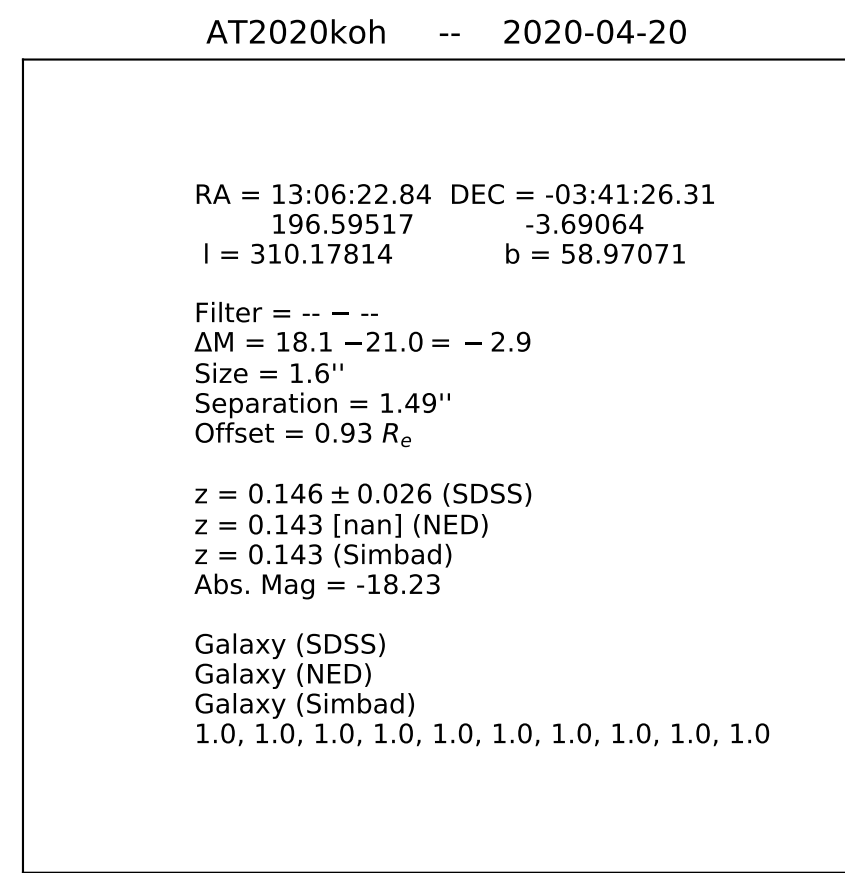 AT2020koh -- 2020-04-20
RA = 13:06:22.84 DEC = -03:41:26.31
196.59517 -3.69064
l = 310.17814 b = 58.97071
Filter = -- − --
ΔM = 18.1 −21.0 = − 2.9
Size = 1.6''
Separation = 1.49''
Offset = 0.93 Rₑ
z = 0.146 ± 0.026 (SDSS)
z = 0.143 [nan] (NED)
z = 0.143 (Simbad)
Abs. Mag = -18.23
Galaxy (SDSS)
Galaxy (NED)
Galaxy (Simbad)
1.0, 1.0, 1.0, 1.0, 1.0, 1.0, 1.0, 1.0, 1.0, 1.0